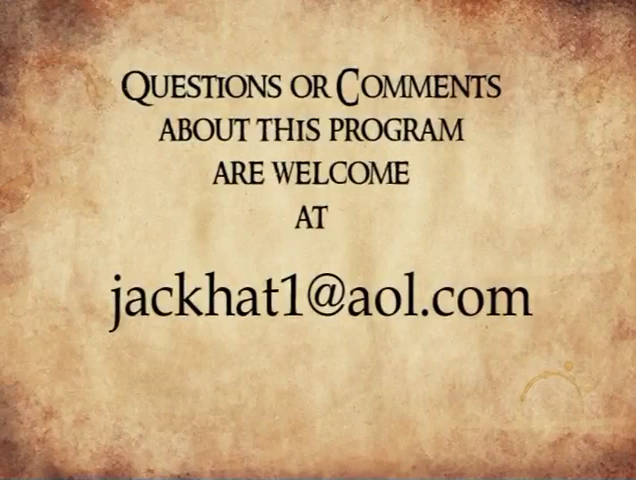 Questions or Comments
about this program
are welcome
at
jackhat1@aol.com